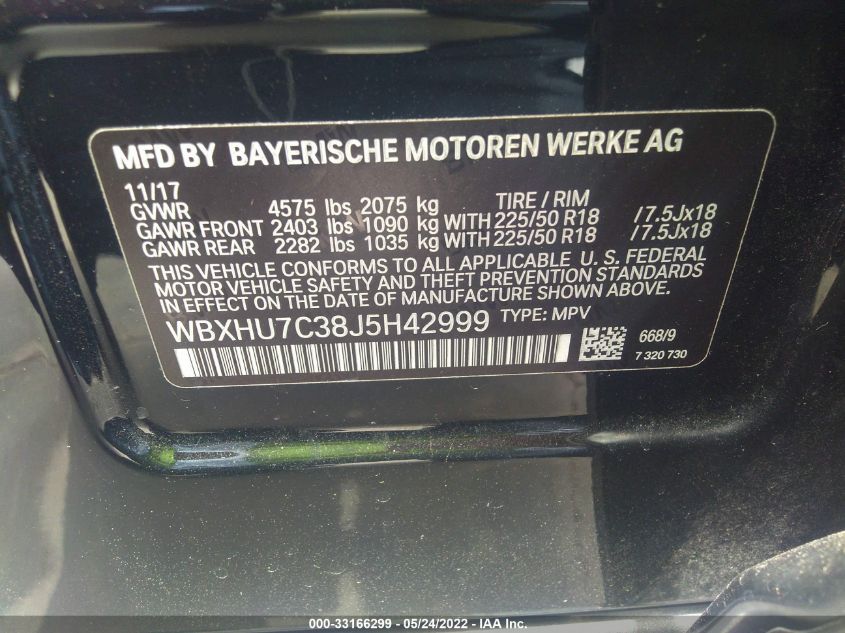 MFD BY BAYERISCHE MOTOREN WERKE AG
11/17 TIRE / RIM
GVWR 4575 lbs 2075 kg
GAWR FRONT 2403 lbs 1090 kg WITH 225/50 R18 /7.5Jx18
GAWR REAR 2282 lbs 1035 kg WITH 225/50 R18 /7.5Jx18
THIS VEHICLE CONFORMS TO ALL APPLICABLE U. S. FEDERAL
MOTOR VEHICLE SAFETY AND THEFT PREVENTION STANDARDS
IN EFFECT ON THE DATE OF MANUFACTURE SHOWN ABOVE.
WBXHU7C38J5H42999 TYPE: MPV
668/9
7 320 730
000-33166299 - 05/24/2022 - IAA Inc.